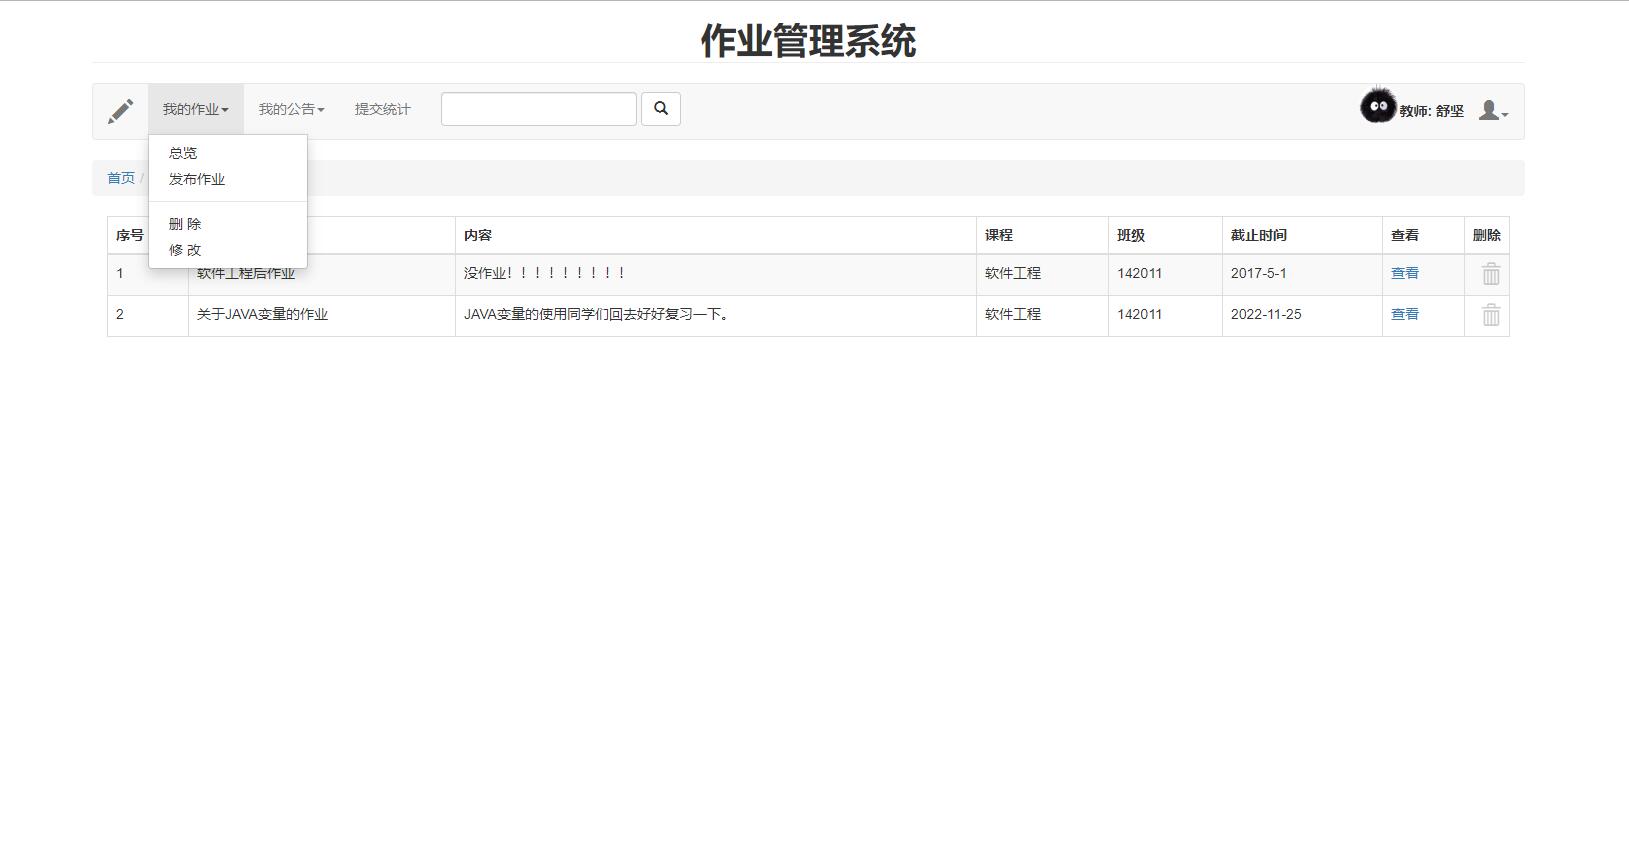 作业管理系统
我的作业 我的公告 提交统计 教师: 舒坚
总览
首页 /
发布作业
删 除
序号 内容 课程 班级 截止时间 查看 删除
修 改
1 软件工程后作业 没作业！！！！！！！！！ 软件工程 142011 2017-5-1 查看
2 关于JAVA变量的作业 JAVA变量的使用同学们回去好好复习一下。 软件工程 142011 2022-11-25 查看